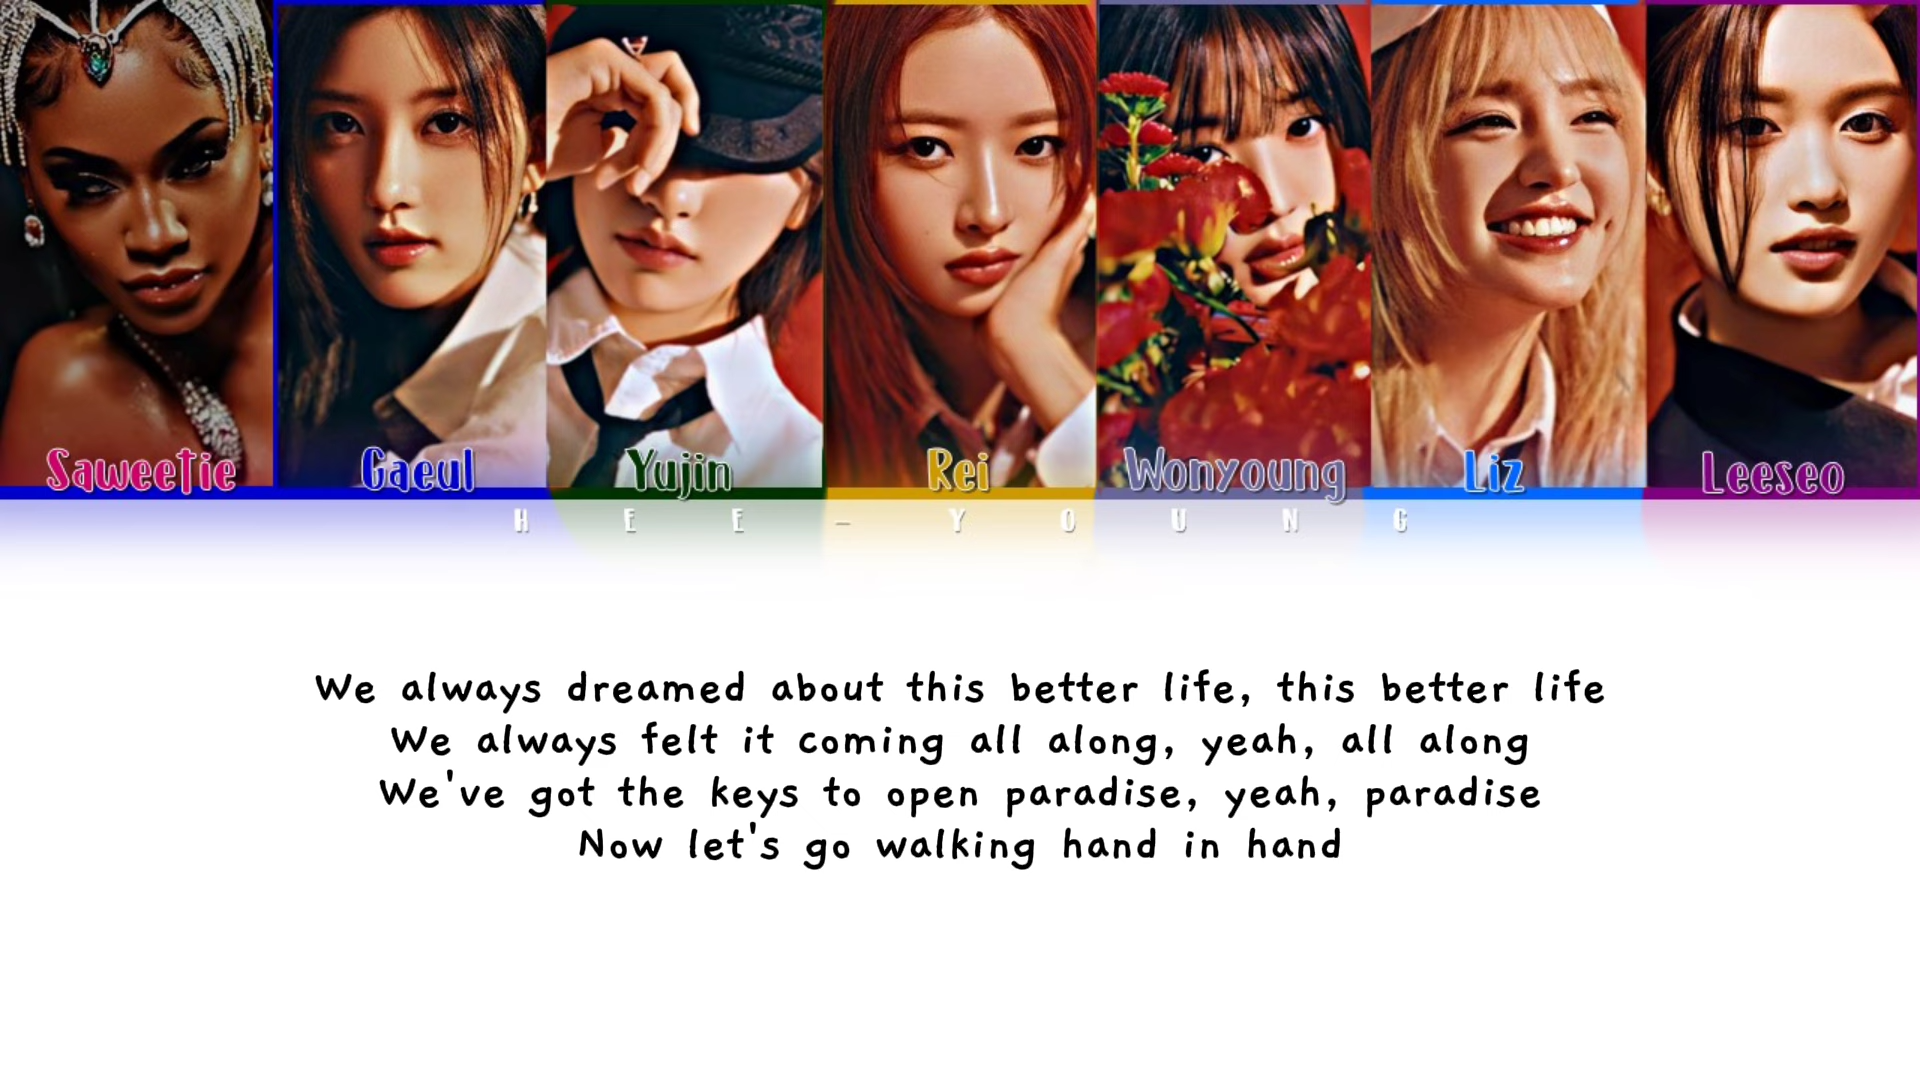 Saweetie Gaeul Yujin Rei Wonyoung Liz Leeseo
HEE-YOUNG
We always dreamed about this better life, this better life
We always felt it coming all along, yeah, all along
We've got the keys to open paradise, yeah, paradise
Now let's go walking hand in hand